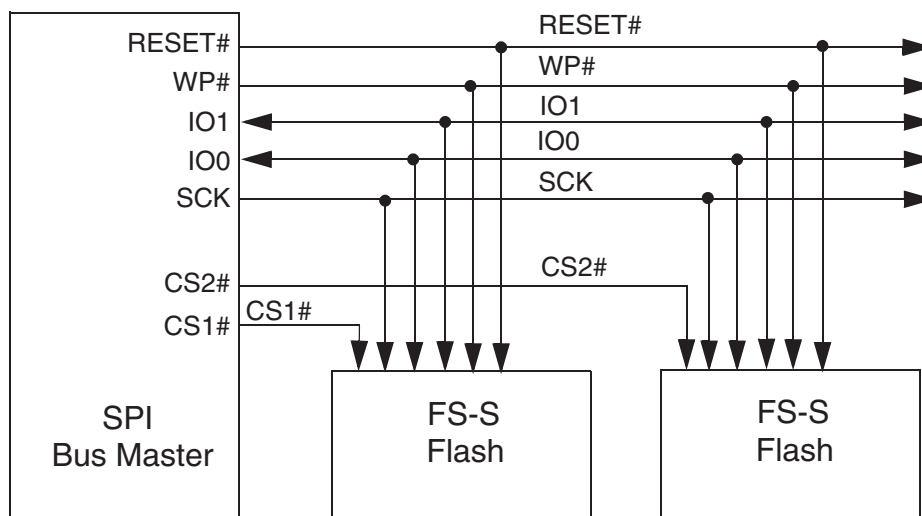 RESET#
RESET#
WP#
WP#
IO1
IO1
IO0
IO0
SCK
SCK
CS2#
CS2#
CS1#
CS1#
SPI
Bus Master
FS-S
Flash
FS-S
Flash